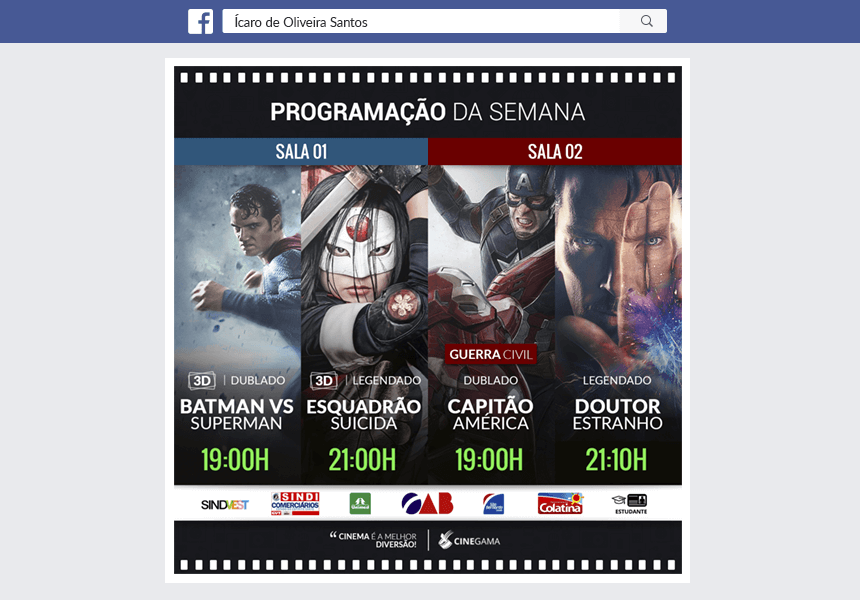 Ícaro de Oliveira Santos
PROGRAMAÇÃO DA SEMANA
SALA 01
SALA 02
GUERRA CIVIL
3D | DUBLADO
3D | LEGENDADO
DUBLADO
LEGENDADO
BATMAN VS
SUPERMAN
ESQUADRÃO
SUICIDA
CAPITÃO
AMÉRICA
DOUTOR
ESTRANHO
19:00H
21:00H
19:00H
21:10H
SINDVEST
SINDI
COMERCIÁRIOS
OAB
Colatina
ESTUDANTE
“ CINEMA É A MELHOR
DIVERSÃO!
CINEGAMA